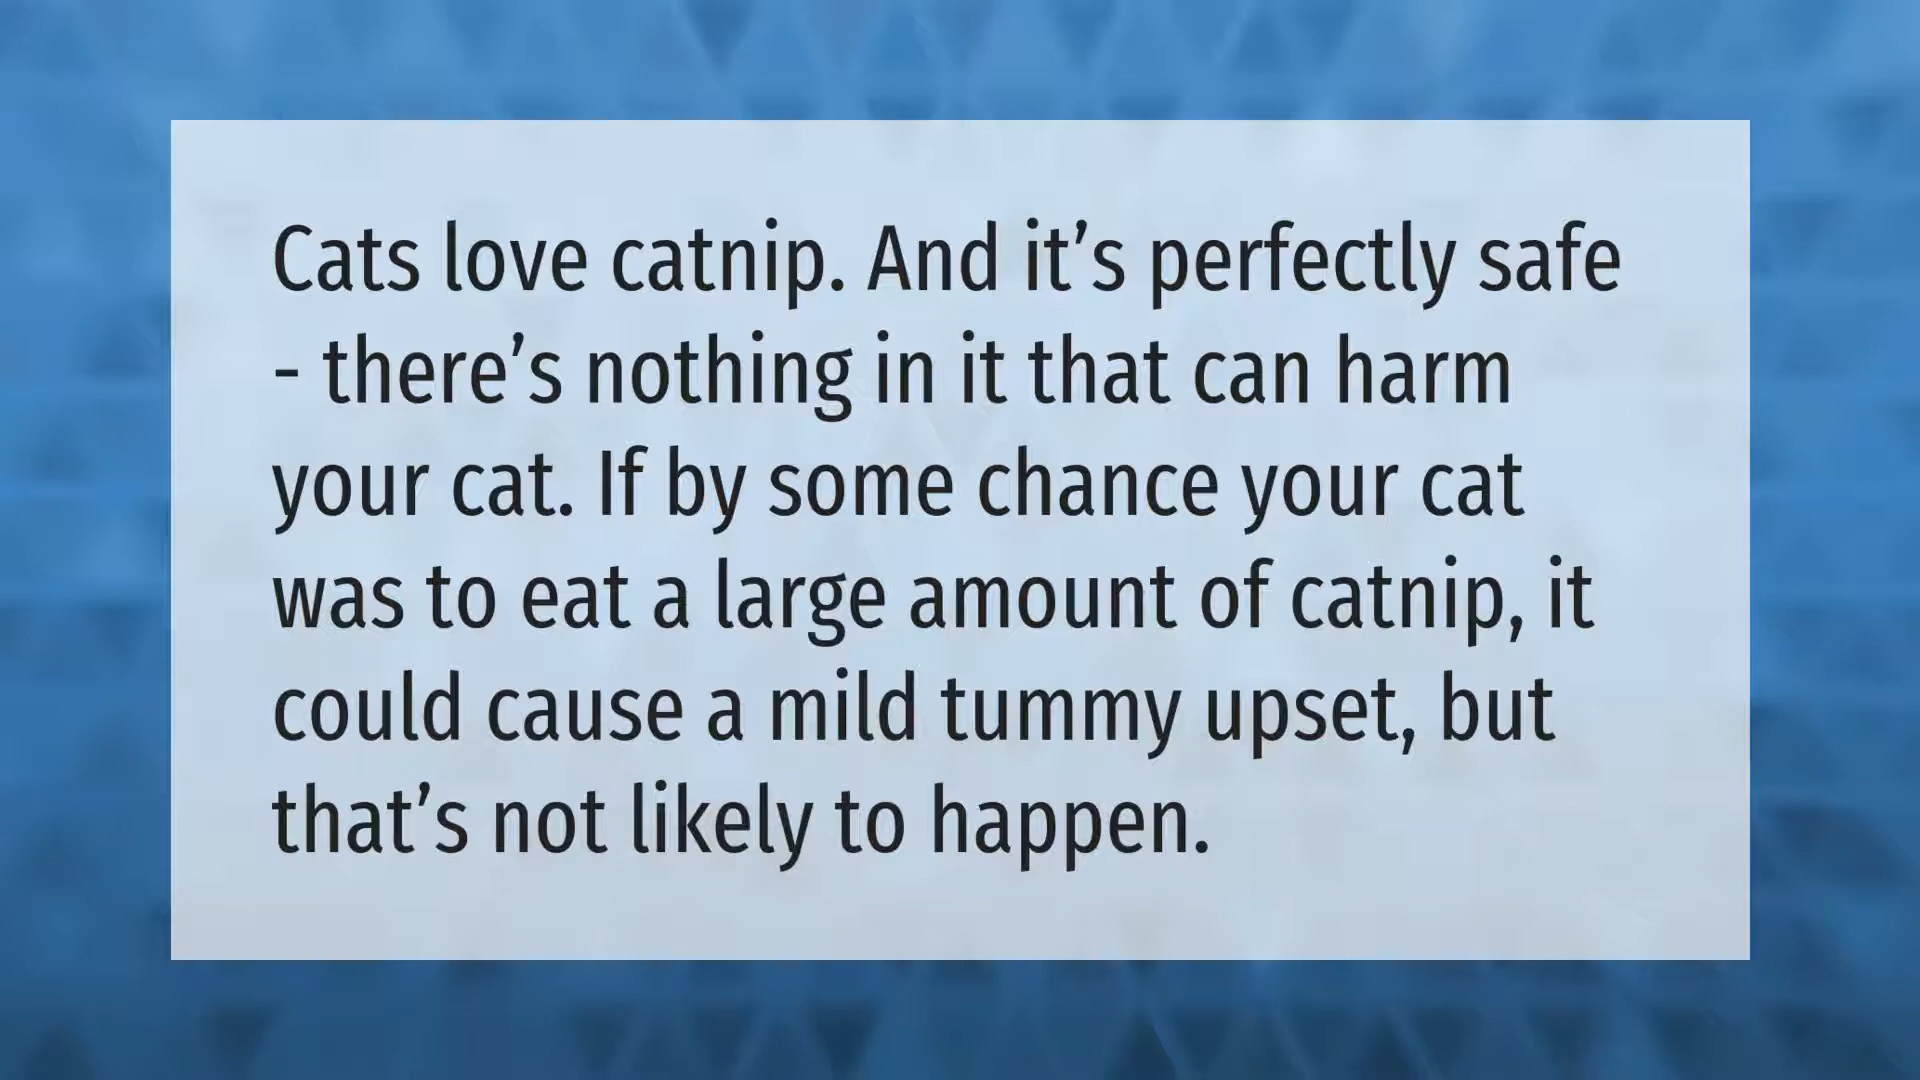 Cats love catnip. And it’s perfectly safe
- there’s nothing in it that can harm
your cat. If by some chance your cat
was to eat a large amount of catnip, it
could cause a mild tummy upset, but
that’s not likely to happen.